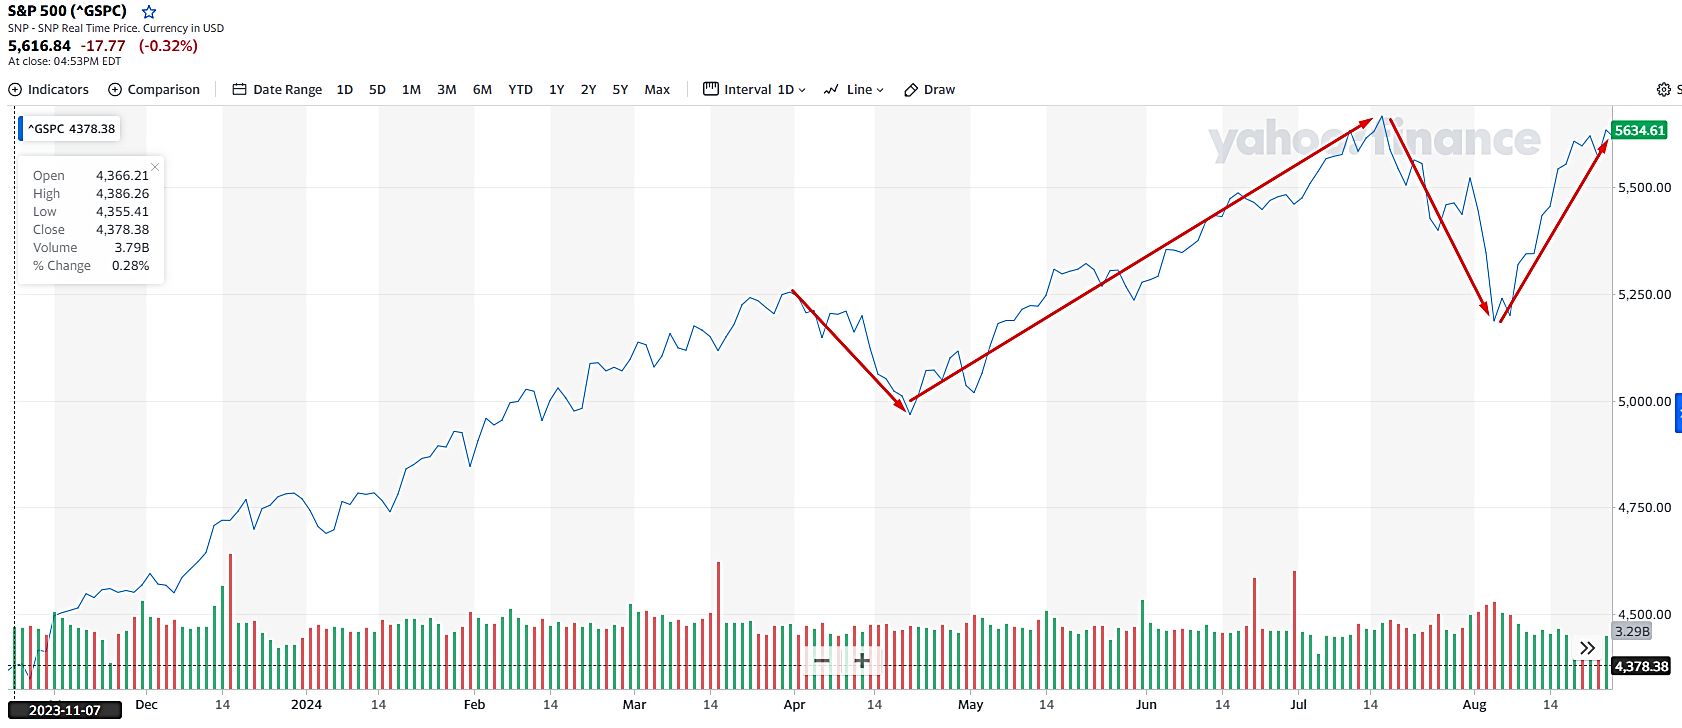 S&P 500 (^GSPC)
SNP - SNP Real Time Price. Currency in USD
5,616.84 -17.77 (-0.32%)
At close: 04:53PM EDT
Indicators Comparison Date Range 1D 5D 1M 3M 6M YTD 1Y 2Y 5Y Max Interval 1D Line Draw S
^GSPC 4378.38
yahoo finance
5634.61
Open 4,366.21
High 4,386.26
Low 4,355.41
Close 4,378.38
Volume 3.79B
% Change 0.28%
5,500.00
5,250.00
5,000.00
4,750.00
4,500.00
3.29B
4,378.38
2023-11-07 Dec 14 2024 14 Feb 14 Mar 14 Apr 14 May 14 Jun 14 Jul 14 Aug 14